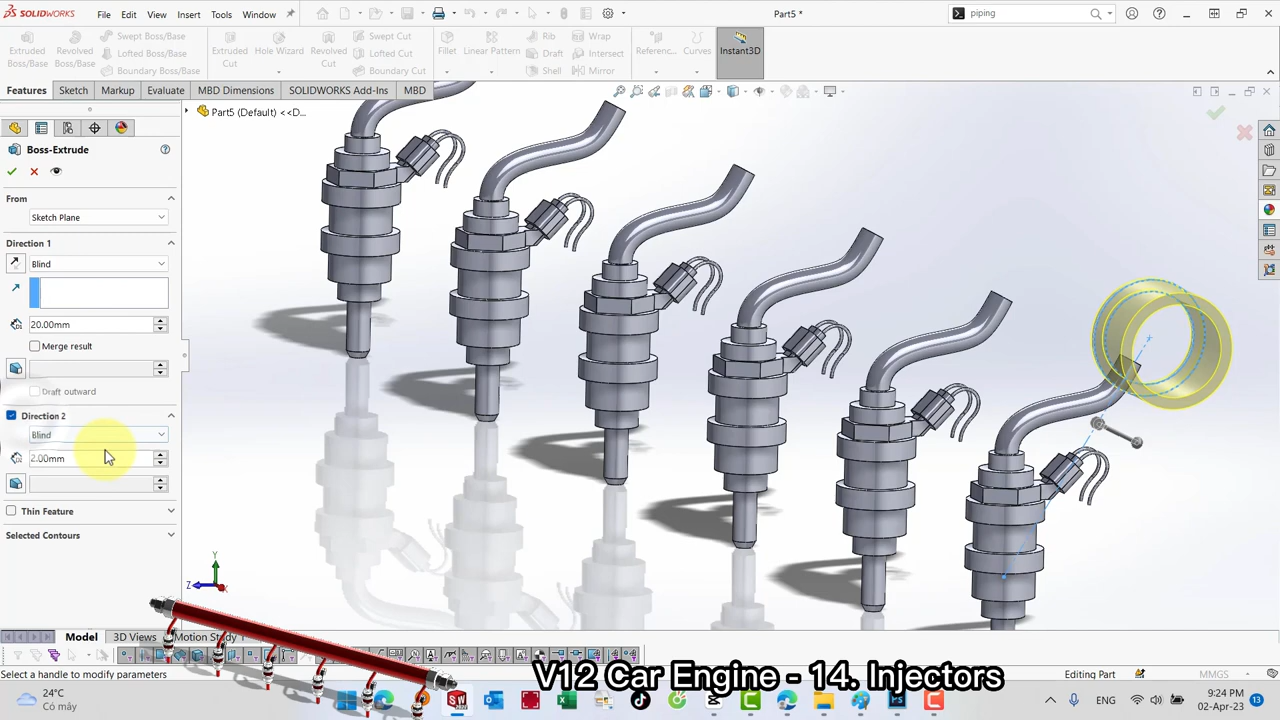 SOLIDWORKS
File
Edit
View
Insert
Tools
Window
Part5 *
piping
Extruded
Boss/Base
Revolved
Boss/Base
Swept Boss/Base
Lofted Boss/Base
Boundary Boss/Base
Extruded
Cut
Hole Wizard
Revolved
Cut
Swept Cut
Lofted Cut
Boundary Cut
Fillet
Linear Pattern
Rib
Draft
Shell
Wrap
Intersect
Mirror
Referenc...
Curves
Instant3D
Features
Sketch
Markup
Evaluate
MBD Dimensions
SOLIDWORKS Add-Ins
MBD
Part5 (Default) <<D...
Boss-Extrude
From
Sketch Plane
Direction 1
Blind
20.00mm
Merge result
Draft outward
Direction 2
Blind
2.00mm
Thin Feature
Selected Contours
Y
Z
X
Model
3D Views
Motion Study 1
V12 Car Engine - 14. Injectors
Select a handle to modify parameters
Editing Part
MMGS
24°C
Có mây
ENG
9:24 PM
02-Apr-23